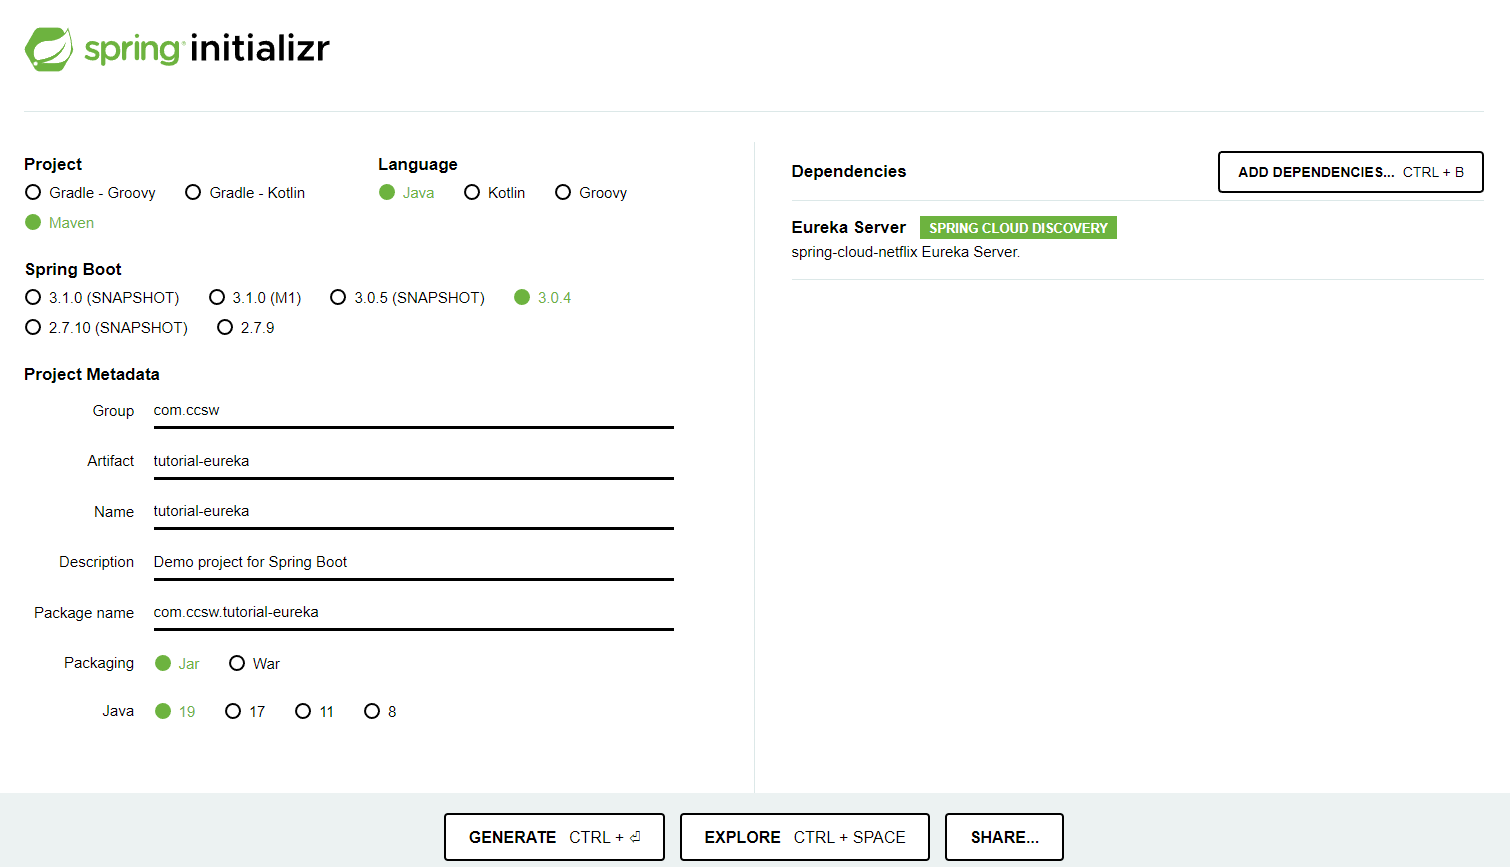 spring initializr
Project
Gradle - Groovy Gradle - Kotlin
Maven
Language
Java Kotlin Groovy
Spring Boot
3.1.0 (SNAPSHOT) 3.1.0 (M1) 3.0.5 (SNAPSHOT) 3.0.4
2.7.10 (SNAPSHOT) 2.7.9
Project Metadata
Group com.ccsw
Artifact tutorial-eureka
Name tutorial-eureka
Description Demo project for Spring Boot
Package name com.ccsw.tutorial-eureka
Packaging Jar War
Java 19 17 11 8
Dependencies ADD DEPENDENCIES... CTRL + B
Eureka Server SPRING CLOUD DISCOVERY
spring-cloud-netflix Eureka Server.
GENERATE CTRL + ⏎ EXPLORE CTRL + SPACE SHARE...